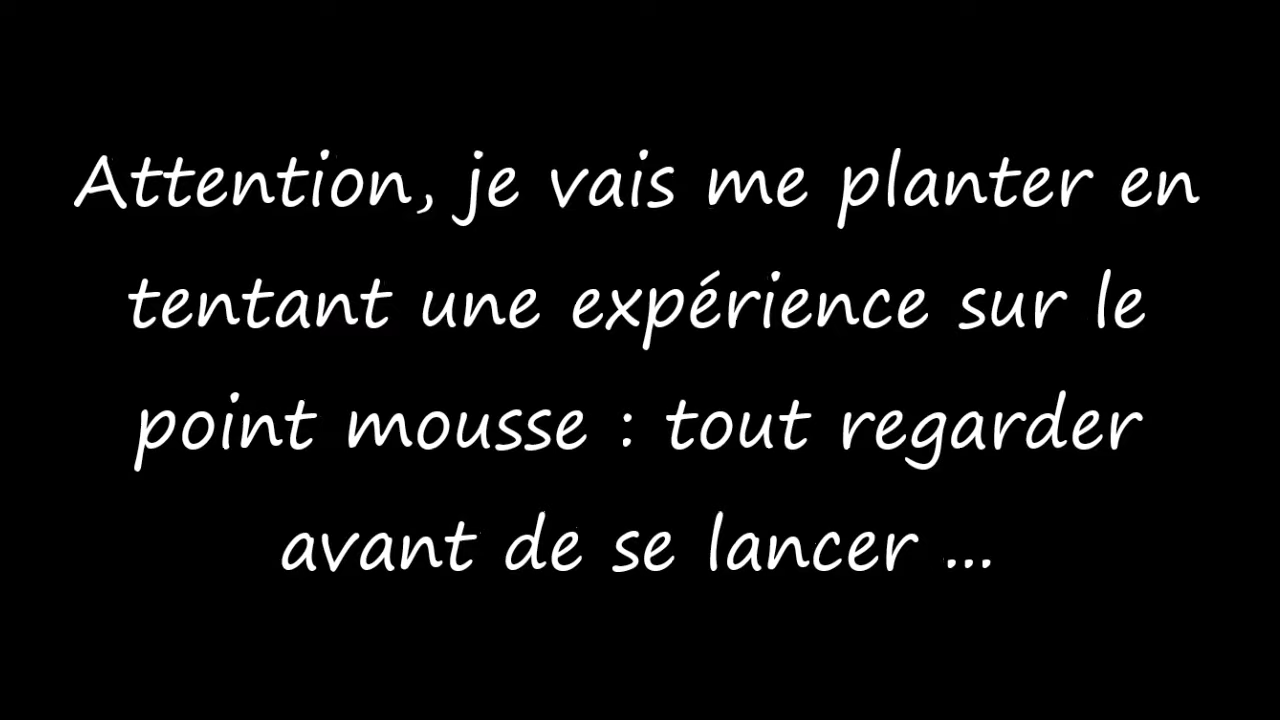 Attention, je vais me planter en
tentant une expérience sur le
point mousse : tout regarder
avant de se lancer ...